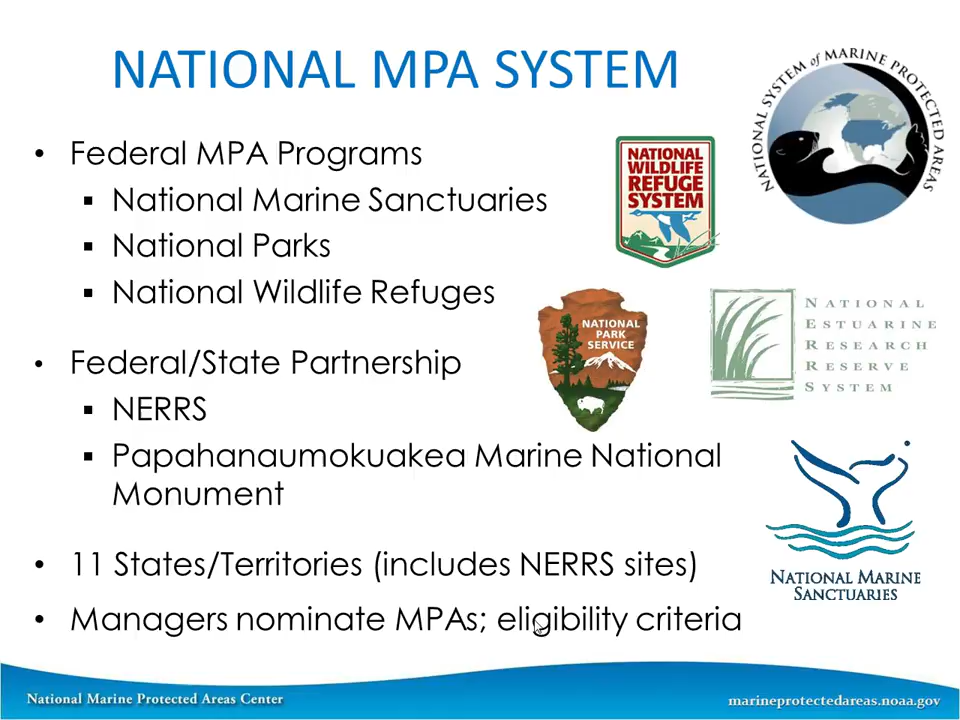 NATIONAL MPA SYSTEM
NATIONAL SYSTEM of MARINE PROTECTED AREAS
• Federal MPA Programs
▪ National Marine Sanctuaries
▪ National Parks
▪ National Wildlife Refuges
NATIONAL
WILDLIFE
REFUGE
SYSTEM
• Federal/State Partnership
▪ NERRS
▪ Papahanaumokuakea Marine National
Monument
NATIONAL
PARK
SERVICE
NATIONAL
ESTUARINE
RESEARCH
RESERVE
SYSTEM
• 11 States/Territories (includes NERRS sites)
• Managers nominate MPAs; eligibility criteria
NATIONAL MARINE
SANCTUARIES
National Marine Protected Areas Center
marineprotectedareas.noaa.gov